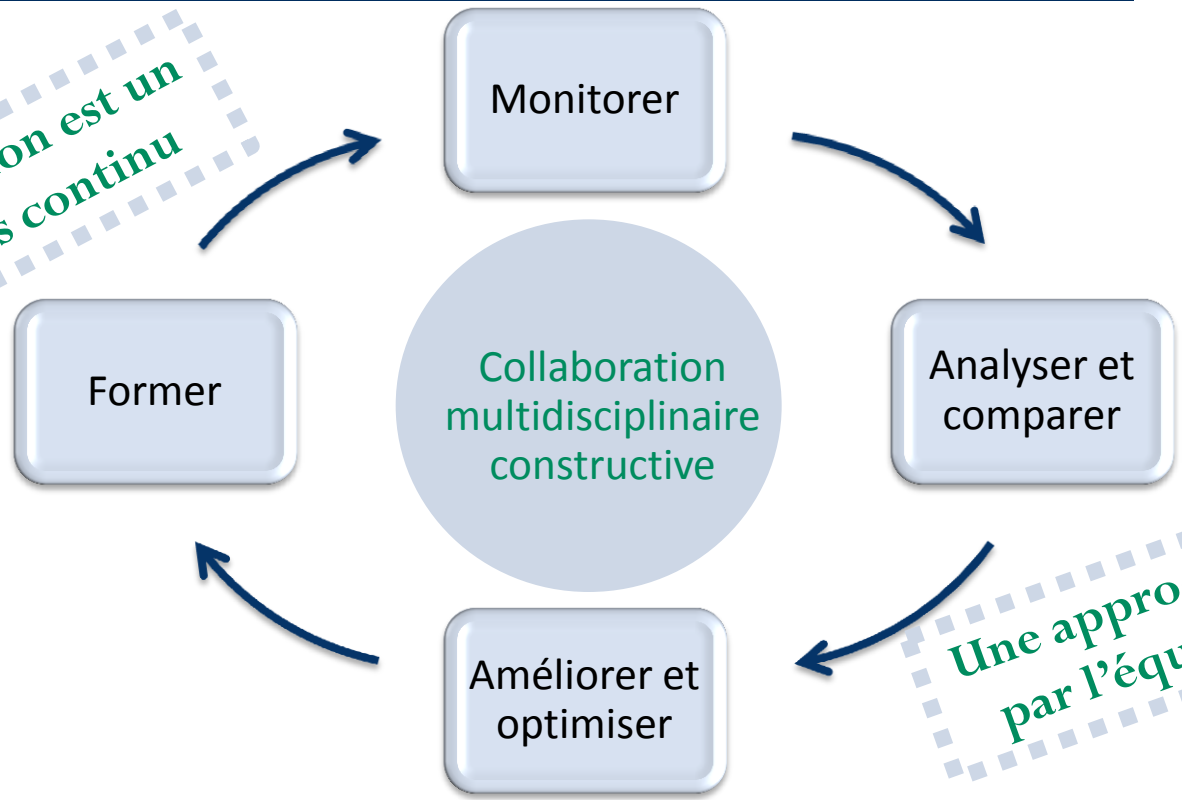 on est un
s continu
Monitorer
Former
Collaboration
multidisciplinaire
constructive
Analyser et
comparer
Améliorer et
optimiser
Une appro
par l'équ